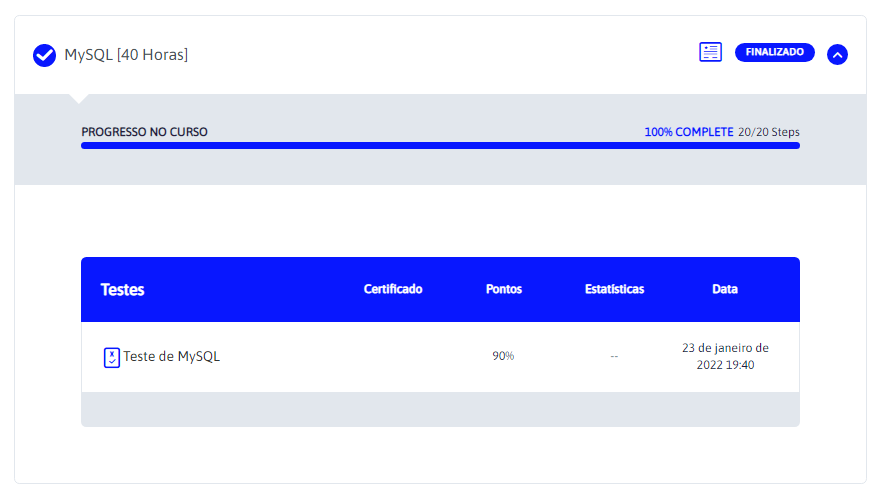 MySQL [40 Horas]
FINALIZADO
PROGRESSO NO CURSO
100% COMPLETE 20/20 Steps
Testes Certificado Pontos Estatísticas Data
Teste de MySQL 90% -- 23 de janeiro de
2022 19:40